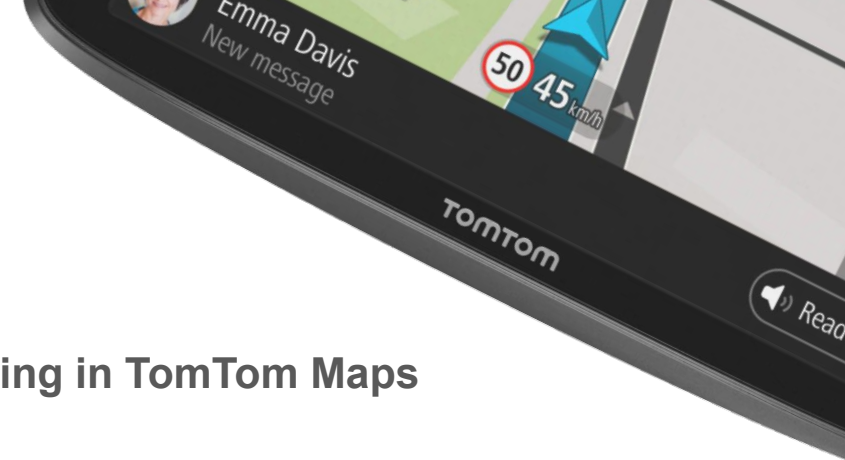 Emma Davis
New message
50
45 km/h
TOMTOM
Read
ing in TomTom Maps